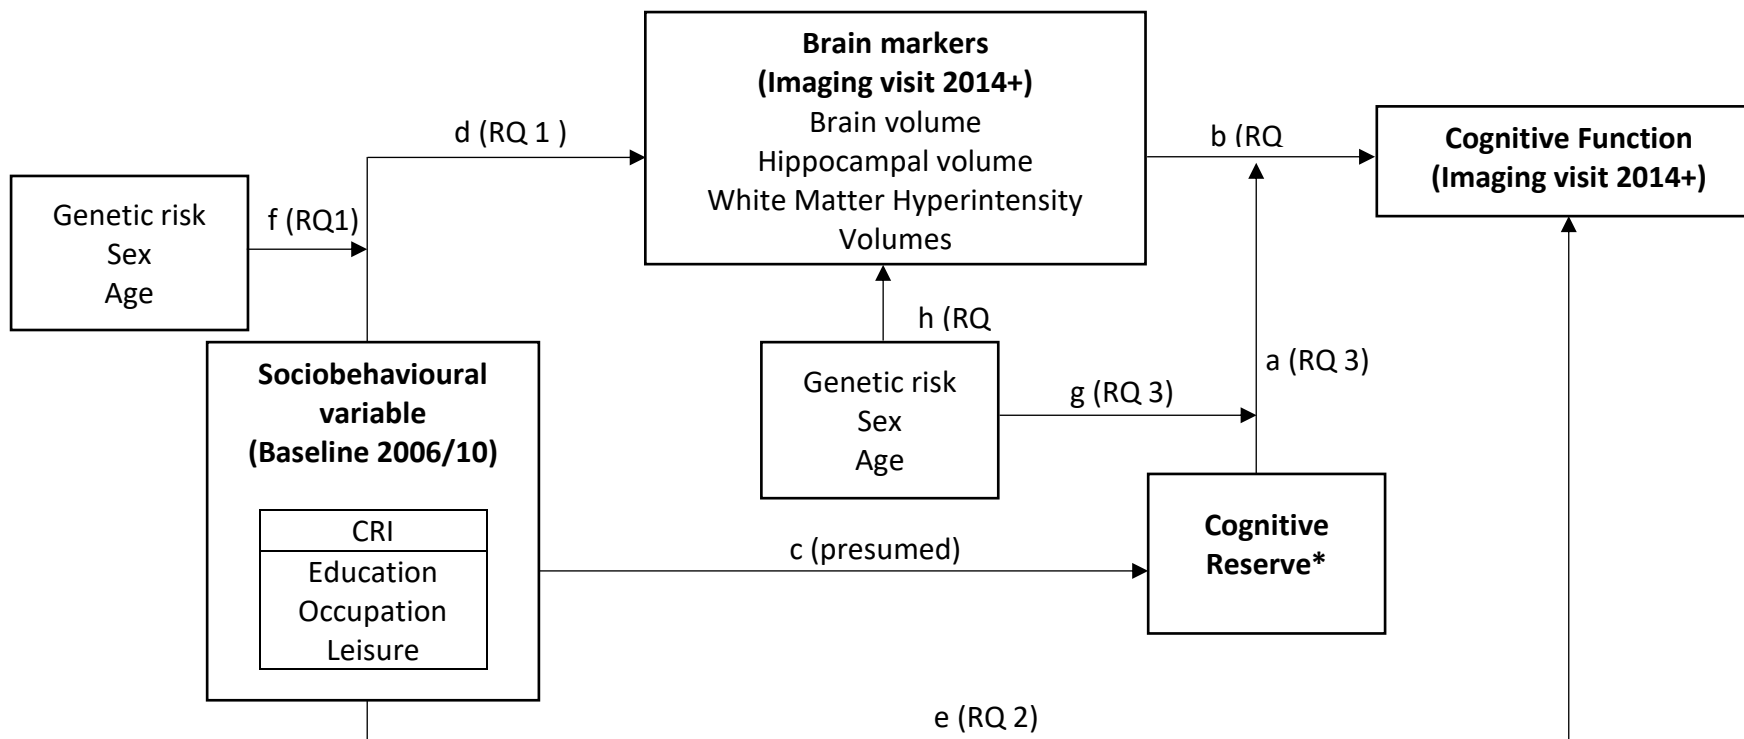 Brain markers
(Imaging visit 2014+)
Brain volume
Hippocampal volume
White Matter Hyperintensity
Volumes
d (RQ 1 )
b (RQ
Cognitive Function
(Imaging visit 2014+)
Genetic risk
Sex
Age
f (RQ1)
h (RQ
Genetic risk
Sex
Age
g (RQ 3)
a (RQ 3)
Sociobehavioural
variable
(Baseline 2006/10)
CRI
Education
Occupation
Leisure
c (presumed)
Cognitive
Reserve*
e (RQ 2)